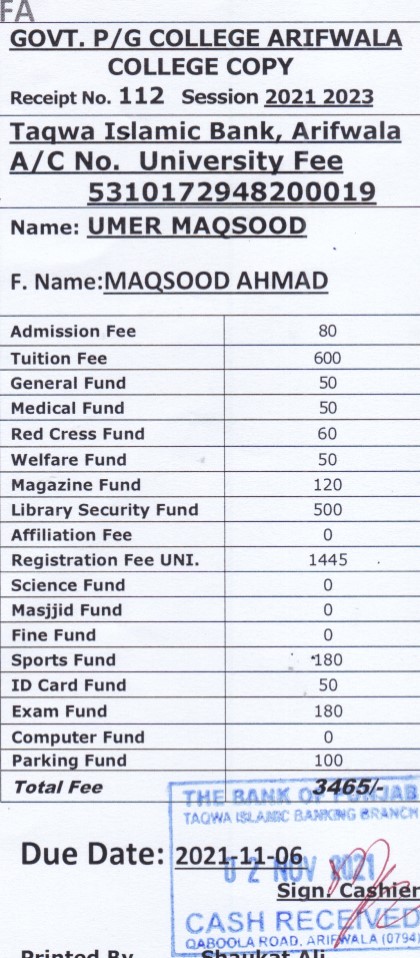 FA
GOVT. P/G COLLEGE ARIFWALA
COLLEGE COPY
Receipt No. 112 Session 2021 2023
Taqwa Islamic Bank, Arifwala
A/C No. University Fee
5310172948200019
Name: UMER MAQSOOD
F. Name:MAQSOOD AHMAD
Admission Fee 80
Tuition Fee 600
General Fund 50
Medical Fund 50
Red Cress Fund 60
Welfare Fund 50
Magazine Fund 120
Library Security Fund 500
Affiliation Fee 0
Registration Fee UNI. 1445
Science Fund 0
Masjjid Fund 0
Fine Fund 0
Sports Fund 180
ID Card Fund 50
Exam Fund 180
Computer Fund 0
Parking Fund 100
Total Fee 3465/-
THE BANK OF PUNJAB
TAQWA ISLAMIC BANKING BRANCH
Due Date: 2021-11-06
02 NOV 2021
Sign. Cashier
CASH RECEIVED
QABOOLA ROAD, ARIFWALA (0794)
Printed By Shaukat Ali